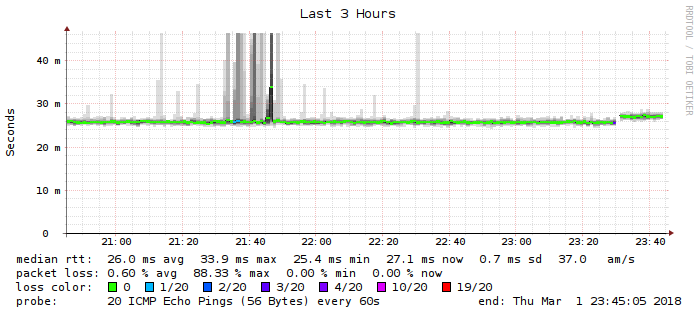 Last 3 Hours
RRDTOOL / TOBI OETIKER
Seconds
40 m
30 m
20 m
10 m
0
21:00 21:20 21:40 22:00 22:20 22:40 23:00 23:20 23:40
median rtt: 26.0 ms avg 33.9 ms max 25.4 ms min 27.1 ms now 0.7 ms sd 37.0 am/s
packet loss: 0.60 % avg 88.33 % max 0.00 % min 0.00 % now
loss color: 0 1/20 2/20 3/20 4/20 10/20 19/20
probe: 20 ICMP Echo Pings (56 Bytes) every 60s end: Thu Mar 1 23:45:05 2018